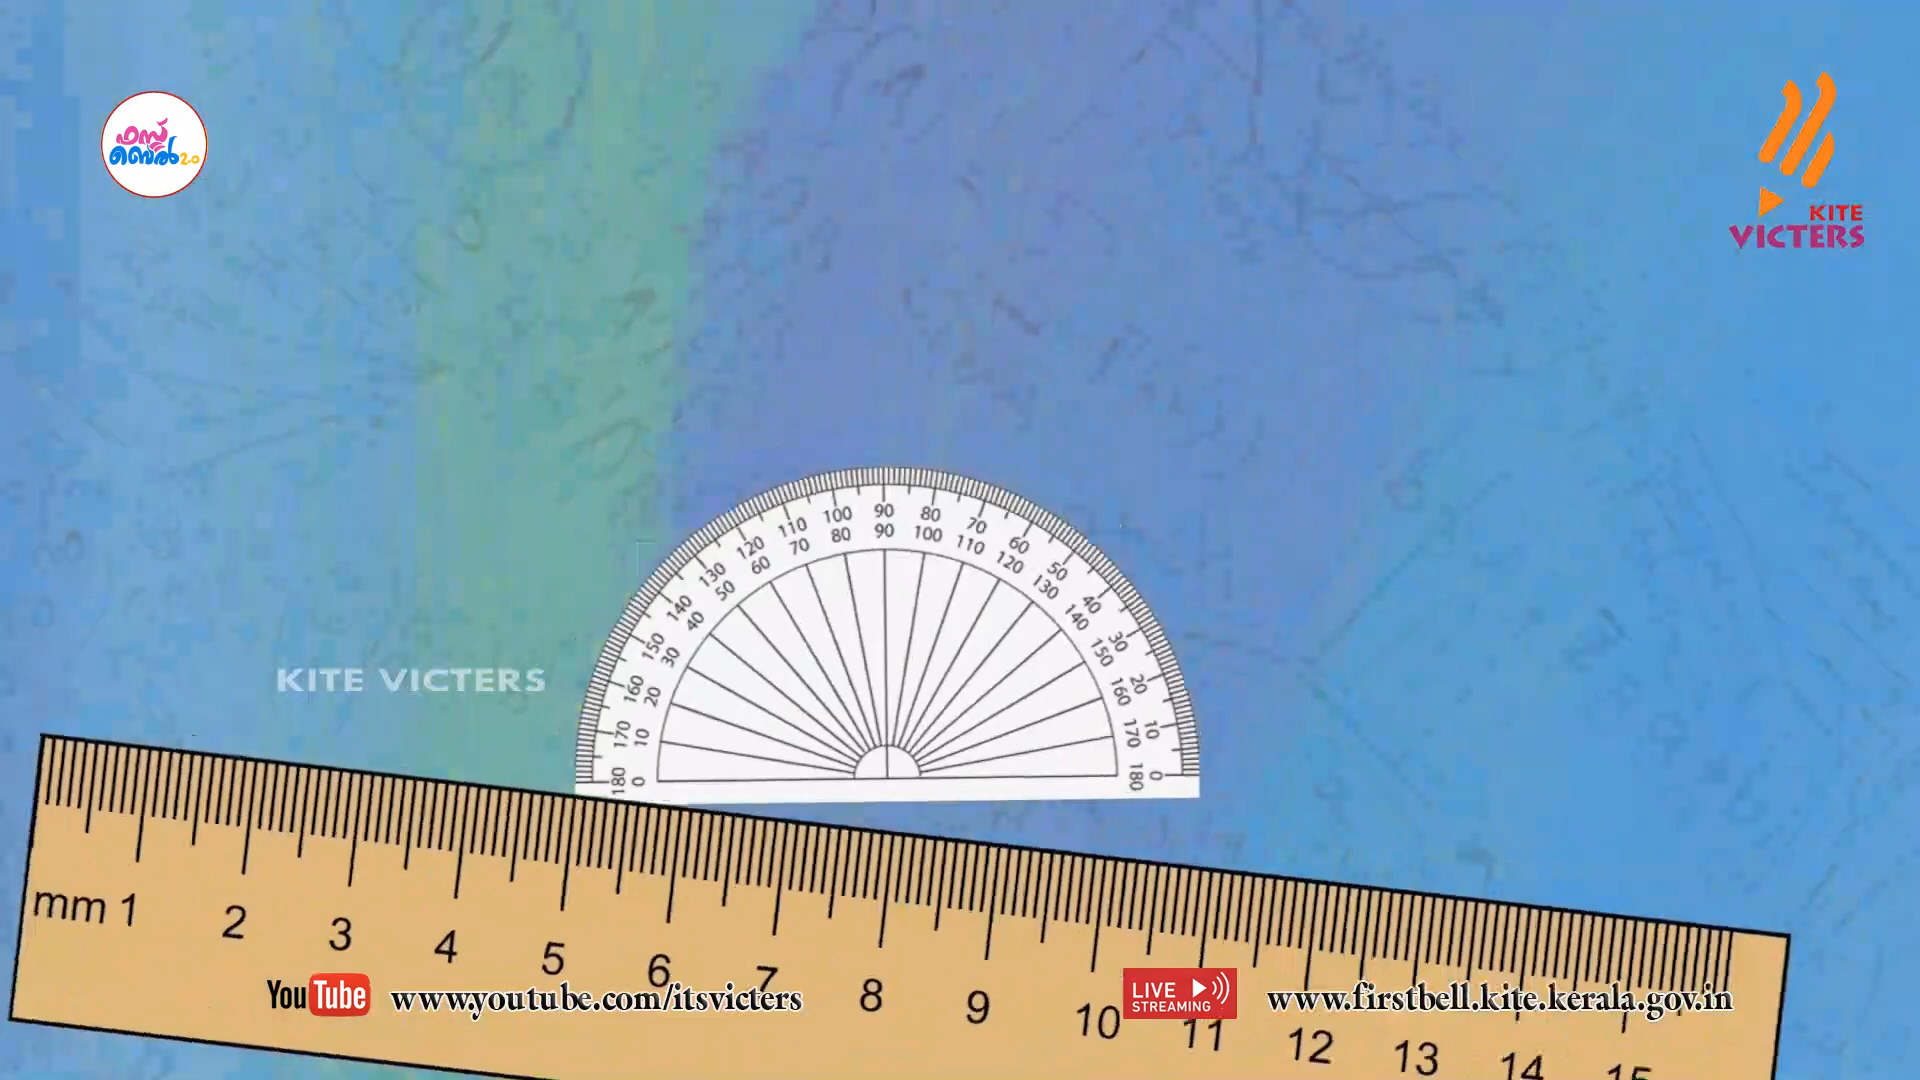 ഫസ്റ്റ്
ബെൽ 2.0
KITE
VICTERS
90
100 80
110 70
120 60
130 50
140 40
150 30
160 20
170 10
180 0
90
80 100
70 110
60 120
50 130
40 140
30 150
20 160
10 170
0 180
KITE VICTERS
mm 1 2 3 4 5 6 7 8 9 10 11 12 13 14 15
YouTube www.youtube.com/itsvicters
LIVE
STREAMING
www.firstbell.kite.kerala.gov.in